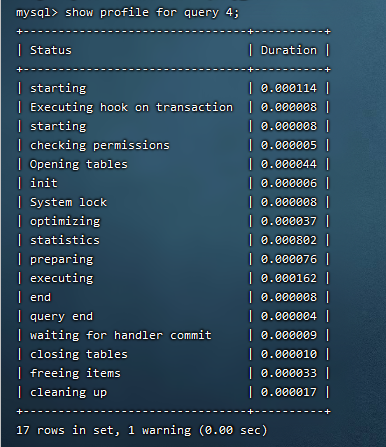 mysql> show profile for query 4;
+--------------------------------+----------+
| Status                         | Duration |
+--------------------------------+----------+
| starting                       | 0.000114 |
| Executing hook on transaction  | 0.000008 |
| starting                       | 0.000008 |
| checking permissions           | 0.000005 |
| Opening tables                 | 0.000044 |
| init                           | 0.000006 |
| System lock                    | 0.000008 |
| optimizing                     | 0.000037 |
| statistics                     | 0.000802 |
| preparing                      | 0.000076 |
| executing                      | 0.000162 |
| end                            | 0.000008 |
| query end                      | 0.000004 |
| waiting for handler commit     | 0.000009 |
| closing tables                 | 0.000010 |
| freeing items                  | 0.000033 |
| cleaning up                    | 0.000017 |
+--------------------------------+----------+
17 rows in set, 1 warning (0.00 sec)